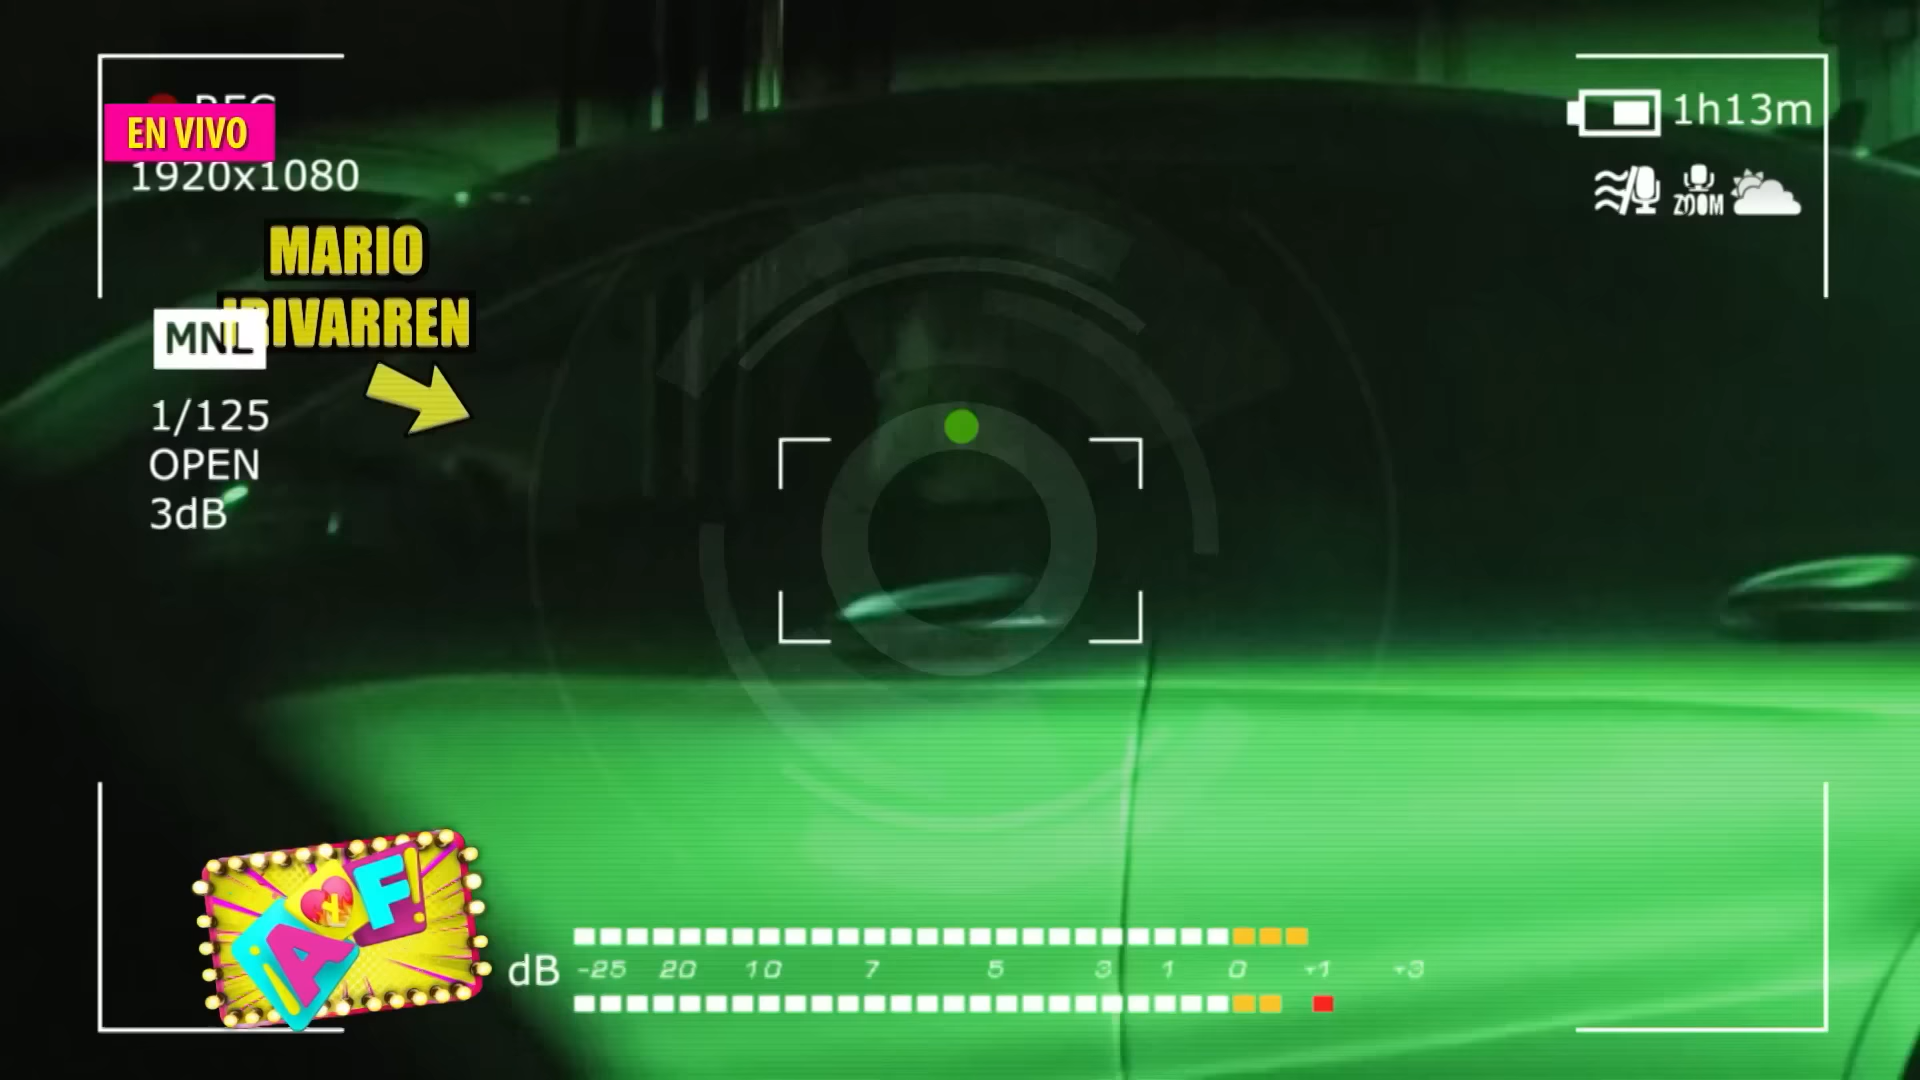 REC
EN VIVO
1920x1080
1h13m
ZOOM
MARIO
IRIVARREN
MNL
1/125
OPEN
3dB
¡A+F!
dB -25 20 10 7 5 3 1 0 +1 +3